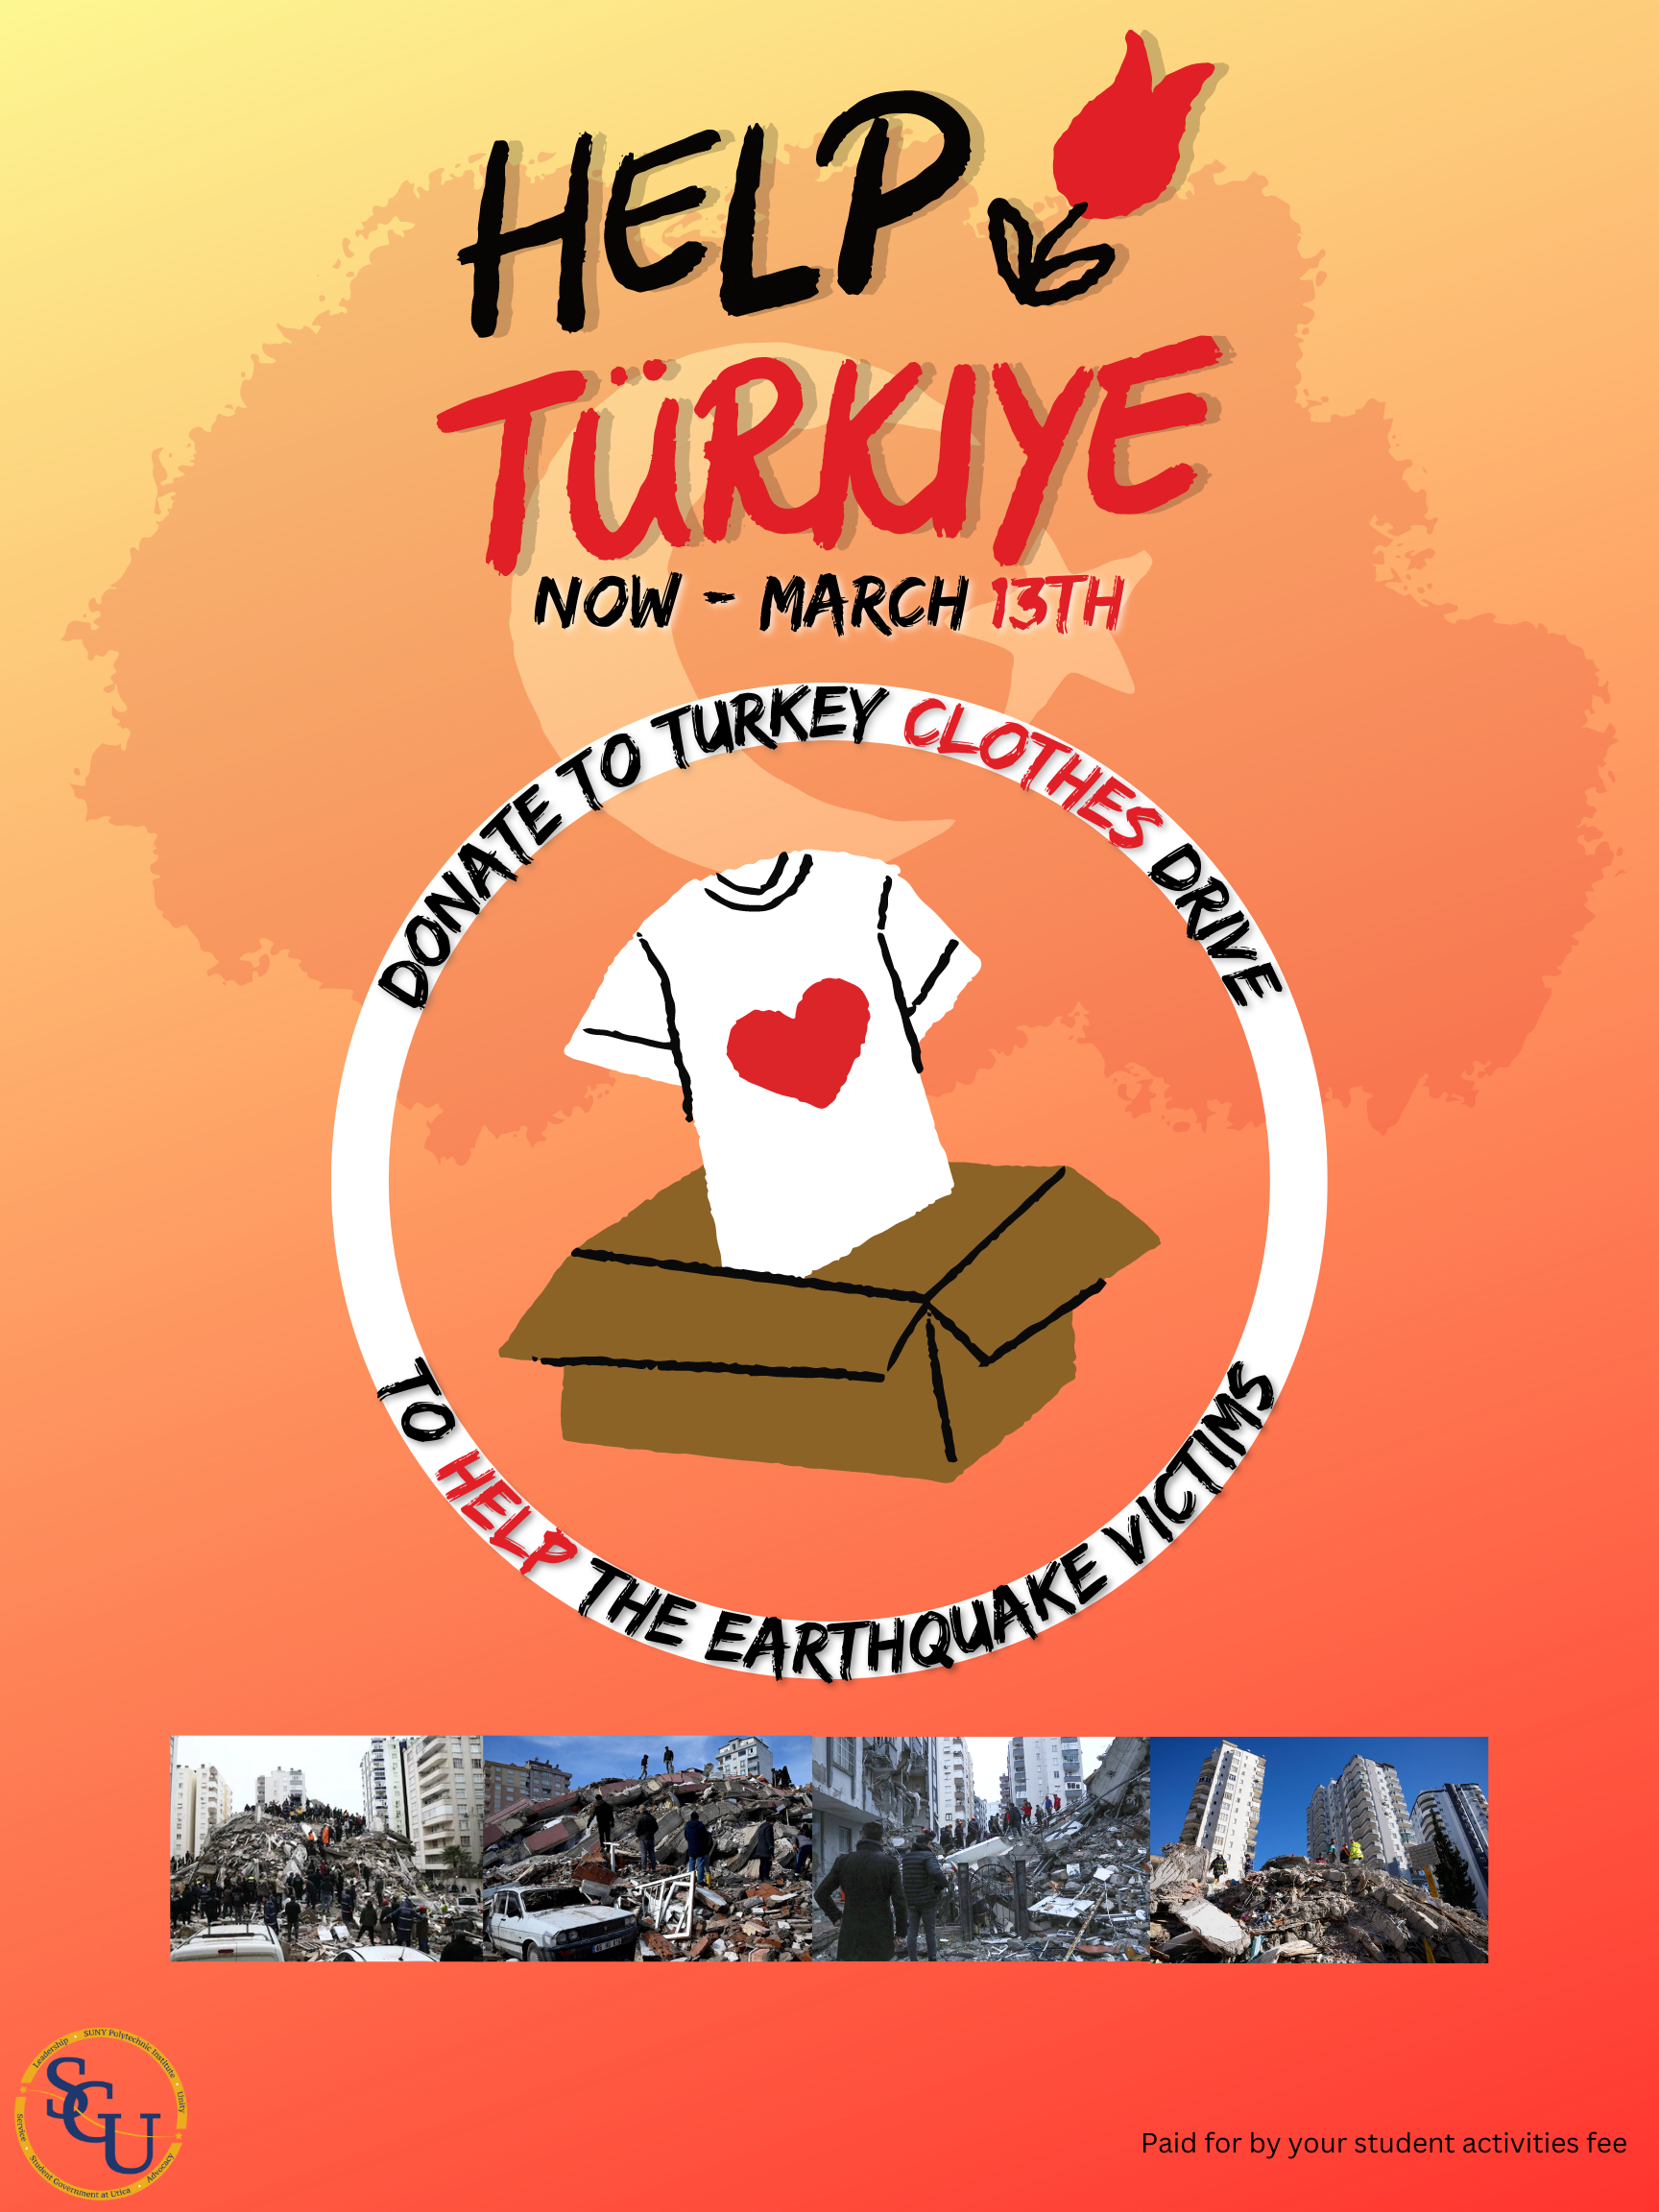 HELP
TÜRKIYE
NOW - MARCH 13TH
DONATE TO TURKEY CLOTHES DRIVE
TO HELP THE EARTHQUAKE VICTIMS
Leadership • SUNY Polytechnic Institute • Unity
SGU
Service • Student Government at Utica • Advocacy
Paid for by your student activities fee